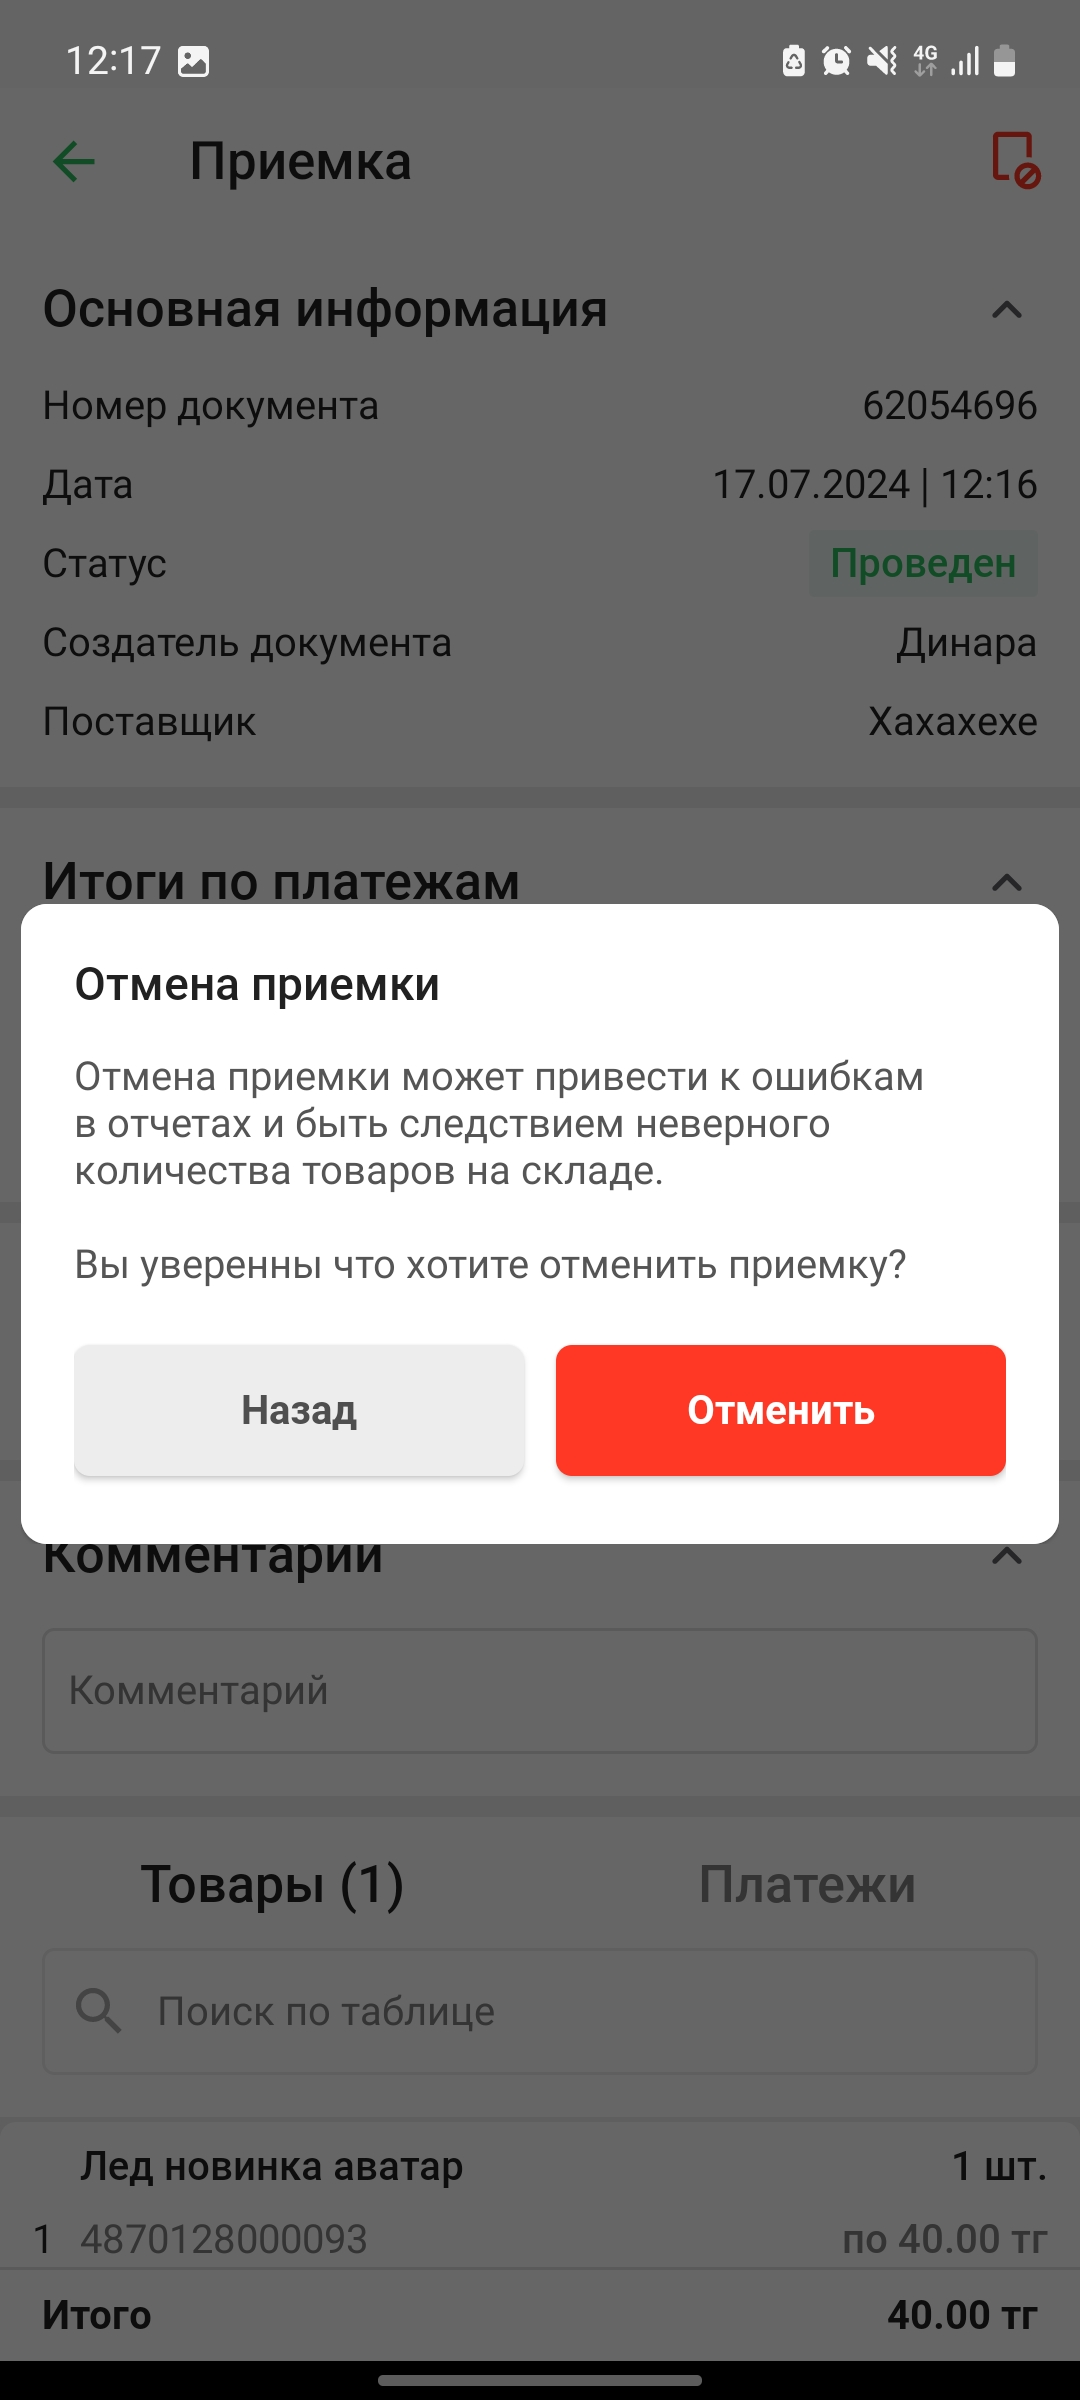 12:17
4G
Приемка
Основная информация
Номер документа 62054696
Дата 17.07.2024 | 12:16
Статус Проведен
Создатель документа Динара
Поставщик Хахахехе
Итоги по платежам
Отмена приемки
Отмена приемки может привести к ошибкам
в отчетах и быть следствием неверного
количества товаров на складе.
Вы уверенны что хотите отменить приемку?
Назад Отменить
Комментарий
Комментарий
Товары (1) Платежи
Поиск по таблице
Лед новинка аватар 1 шт.
1 4870128000093 по 40.00 тг
Итого 40.00 тг